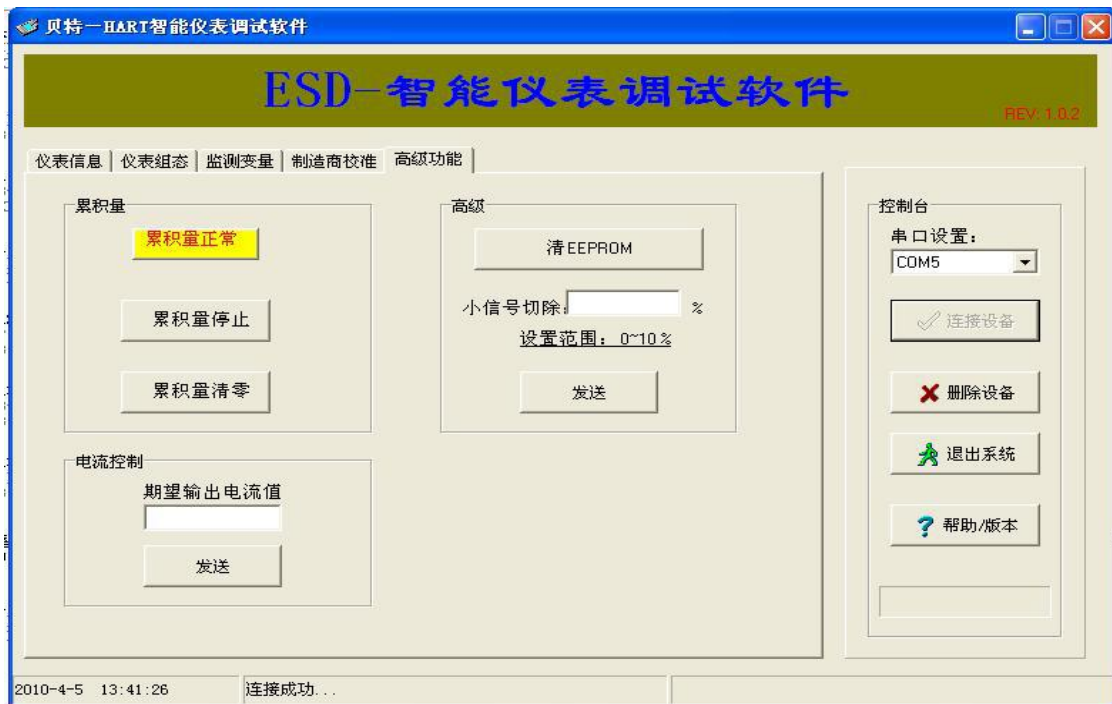 贝特一HART智能仪表调试软件
ESD-智能仪表调试软件
REV: 1.0.2
仪表信息 仪表组态 监测变量 制造商校准 高级功能
累积量
累积量正常
累积量停止
累积量清零
电流控制
期望输出电流值
发送
高级
清EEPROM
小信号切除: %
设置范围: 0~10%
发送
控制台
串口设置:
COM5
连接设备
删除设备
退出系统
帮助/版本
2010-4-5 13:41:26 连接成功...